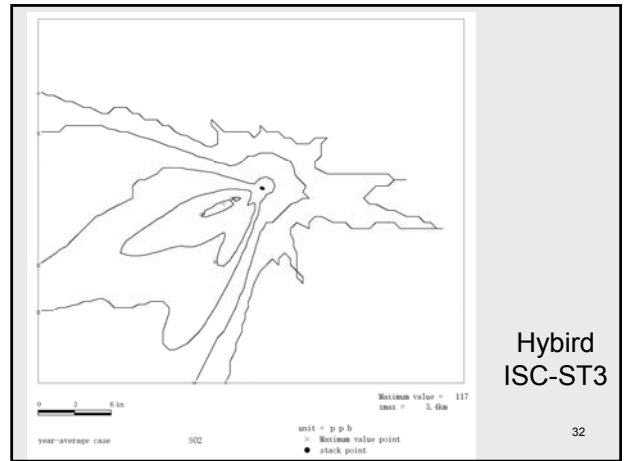 Hybird
ISC-ST3
0 2 6 km
Maximum value = 117
xmax = 3.4km
unit = p p b
year-average case SO2
× Maximum value point
● stack point
32